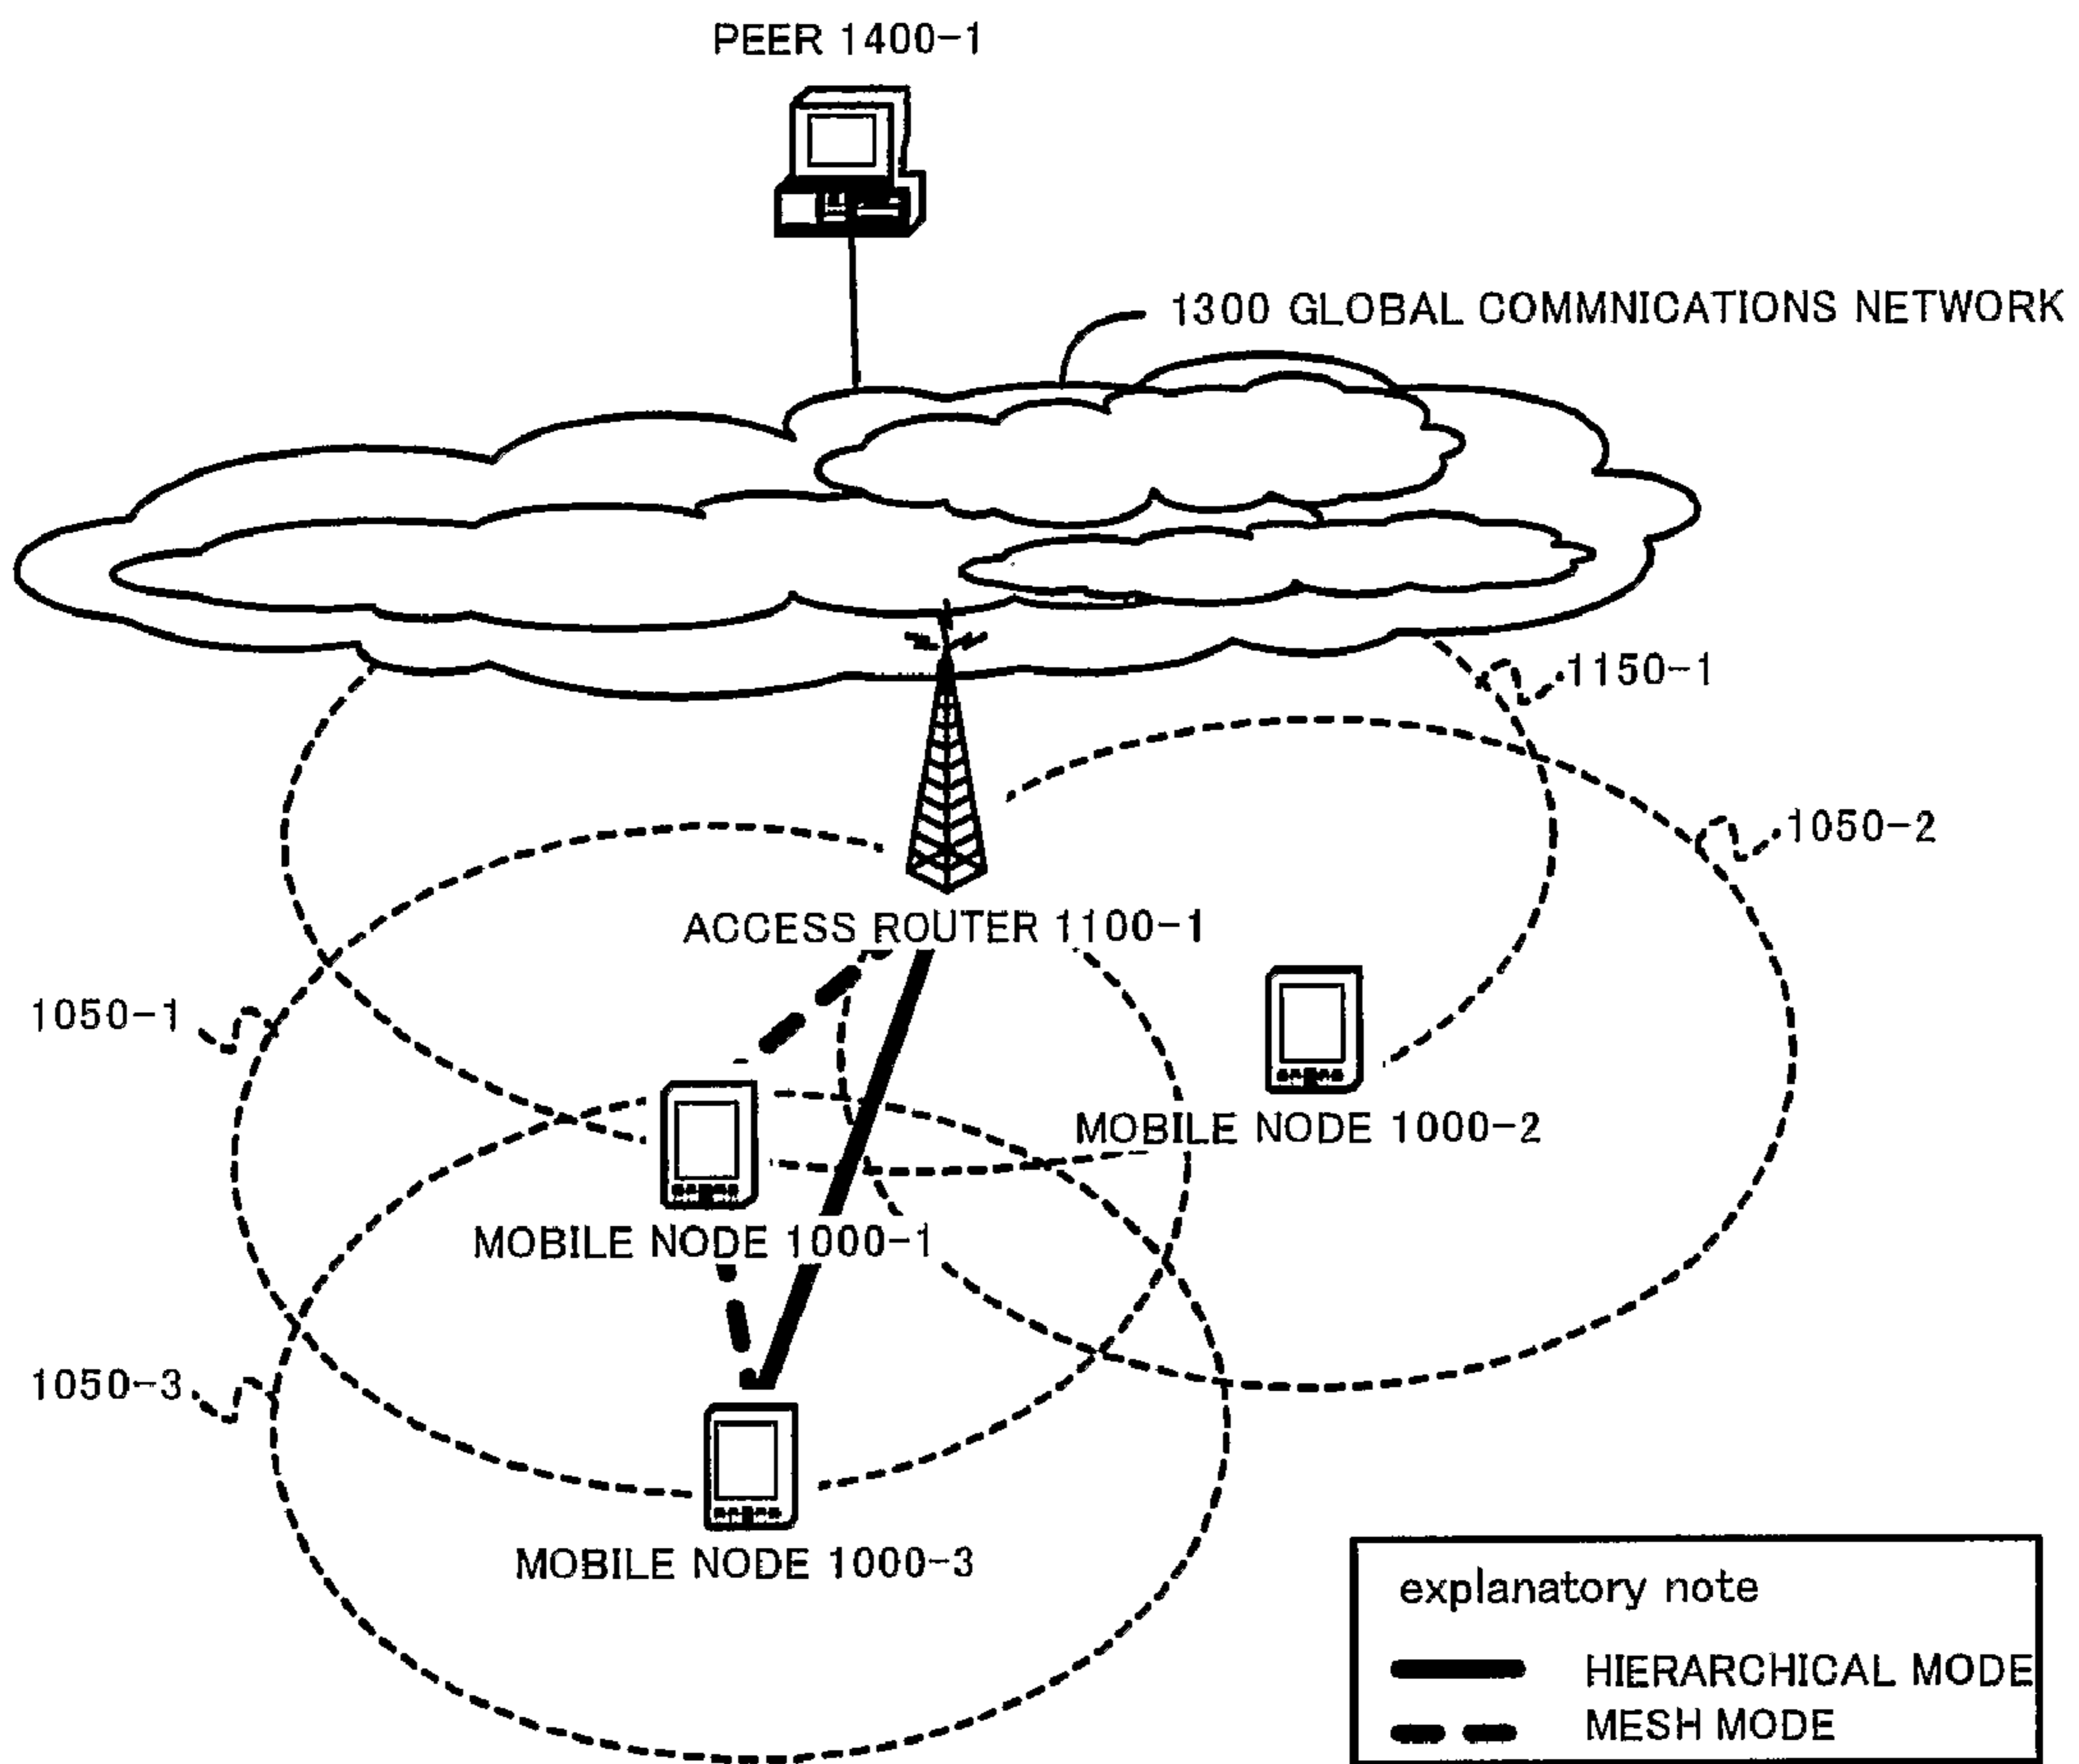 PEER 1400-1
1300 GLOBAL COMMNICATIONS NETWORK
1150-1
1050-2
ACCESS ROUTER 1100-1
1050-1
MOBILE NODE 1000-2
MOBILE NODE 1000-1
1050-3
MOBILE NODE 1000-3
explanatory note
HIERARCHICAL MODE
MESH MODE